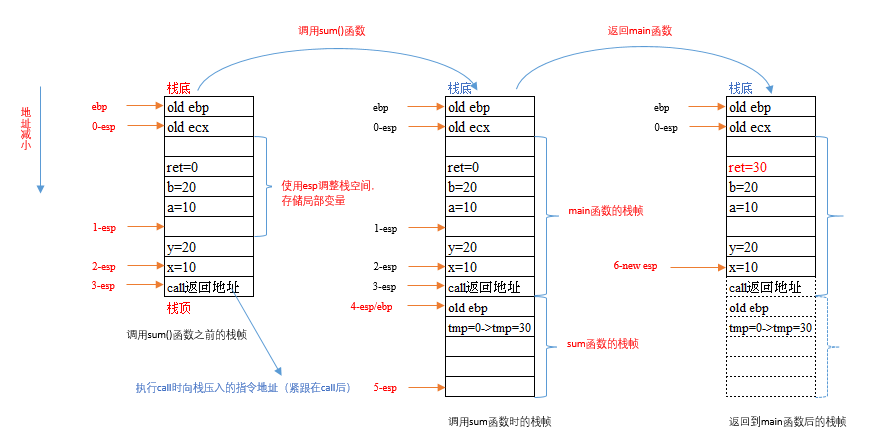 调用sum()函数
返回main函数
地址减小
栈底
ebp
old ebp
0-esp
old ecx
ret=0
b=20
a=10
1-esp
y=20
2-esp
x=10
3-esp
call返回地址
栈顶
使用esp调整栈空间,
存储局部变量
调用sum()函数之前的栈帧
执行call时向栈压入的指令地址（紧跟在call后）
栈底
ebp
old ebp
0-esp
old ecx
ret=0
b=20
a=10
1-esp
y=20
2-esp
x=10
3-esp
call返回地址
4-esp/ebp
old ebp
tmp=0->tmp=30
5-esp
main函数的栈帧
sum函数的栈帧
调用sum函数时的栈帧
栈底
ebp
old ebp
0-esp
old ecx
ret=30
b=20
a=10
y=20
6-new esp
x=10
call返回地址
old ebp
tmp=0->tmp=30
返回到main函数后的栈帧